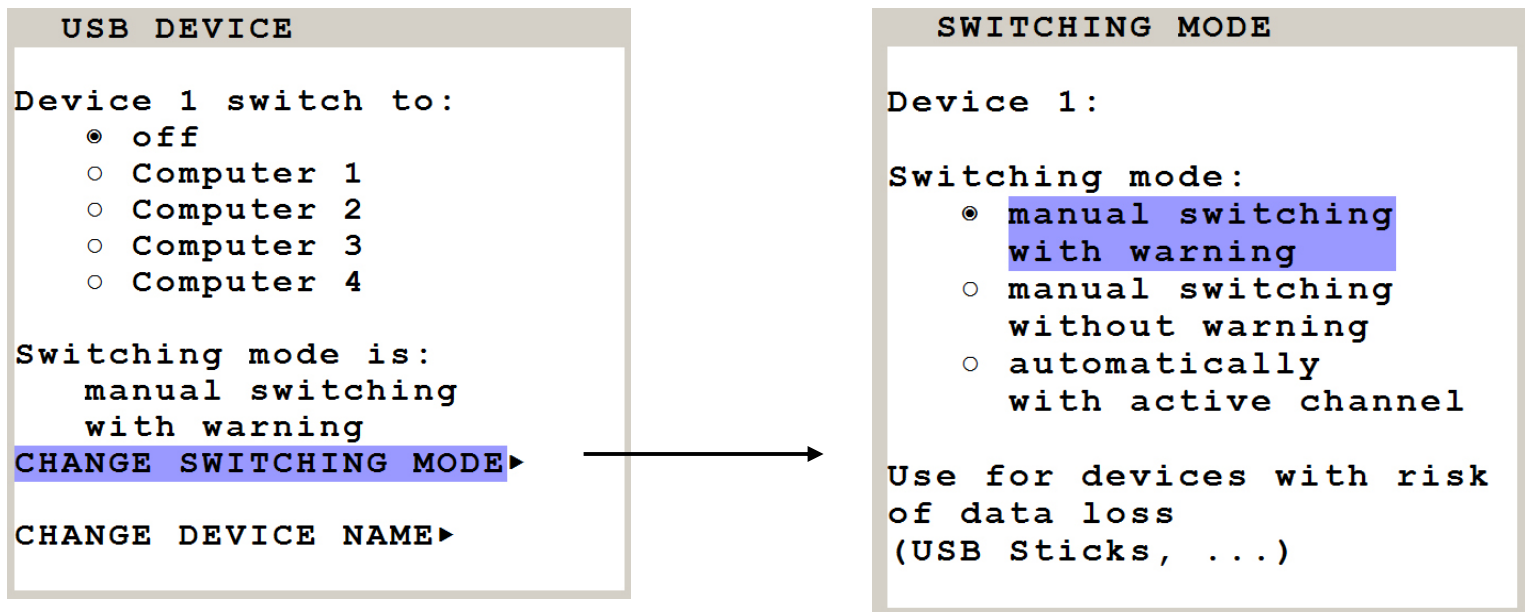 USB DEVICE
Device 1 switch to:
◉ off
○ Computer 1
○ Computer 2
○ Computer 3
○ Computer 4
Switching mode is:
manual switching
with warning
CHANGE SWITCHING MODE▶
CHANGE DEVICE NAME▶
SWITCHING MODE
Device 1:
Switching mode:
◉ manual switching
with warning
○ manual switching
without warning
○ automatically
with active channel
Use for devices with risk
of data loss
(USB Sticks, ...)